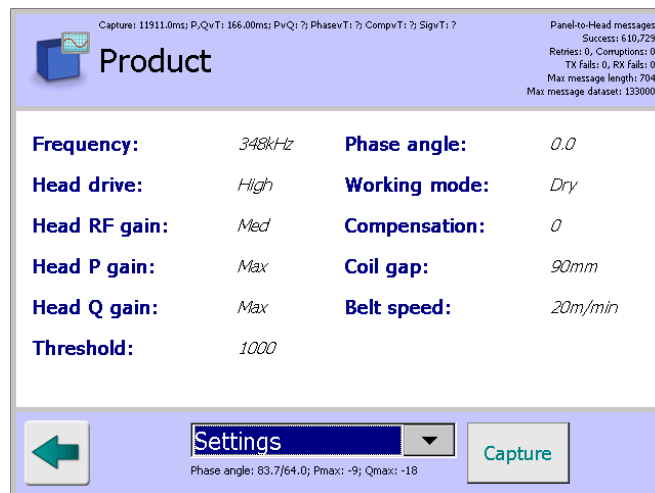 Capture: 11911.0ms; P,QvT: 166.00ms; PvQ: ?; PhasevT: ?; CompvT: ?; SigvT: ?
Panel-to-Head messages
Success: 610,729
Retries: 0, Corruptions: 0
TX fails: 0, RX fails: 0
Max message length: 704
Max message dataset: 133000
Product
Frequency: 348kHz Phase angle: 0.0
Head drive: High Working mode: Dry
Head RF gain: Med Compensation: 0
Head P gain: Max Coil gap: 90mm
Head Q gain: Max Belt speed: 20m/min
Threshold: 1000
Settings
Capture
Phase angle: 83.7/64.0; Pmax: -9; Qmax: -18